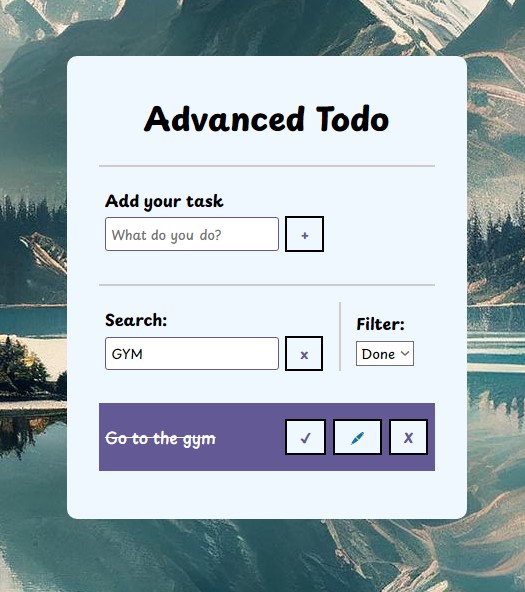 Advanced Todo
Add your task
What do you do?
+
Search:
GYM
x
Filter:
Done
Go to the gym
✓
X